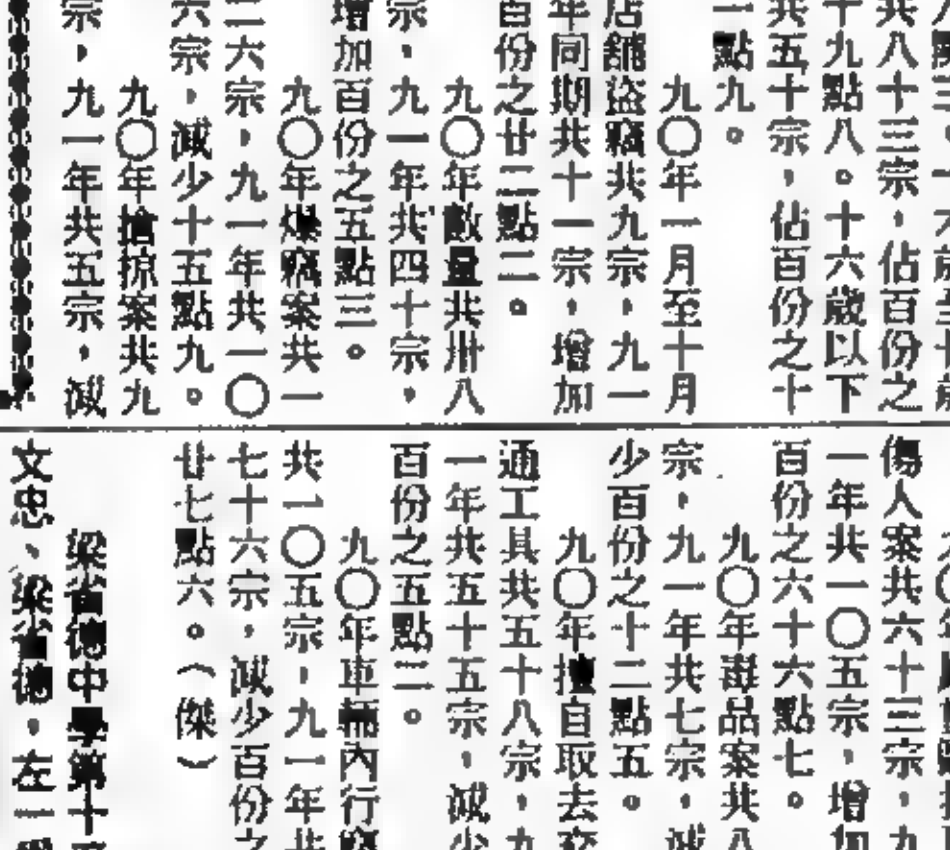 共八十三宗，佔百份之
十九點八。十六歲以下
共五十宗，佔百份之十
一點九。
九〇年一月至十月
店舖盜竊共九宗，九一
年同期共十一宗，增加
百份之廿二點二。
九〇年毆量共卅八
宗，九一年共四十宗，
增加百份之五點三。
九〇年爆竊案共一
二六宗，九一年共一〇
六宗，減少十五點九。
九〇年搶掠案共九
宗，九一年共五宗，減
傷人案共六十三宗，九
一年共一〇五宗，增加
百份之六十六點七。
九〇年毒品案共八
宗，九一年共七宗，減
少百份之十二點五。
九〇年擅自取去交
通工具共五十八宗，九
一年共五十五宗，減少
百份之五點二。
九〇年車輛內行竊
共一〇五宗，九一年共
七十六宗，減少百份之
廿七點六。（傑）
梁省德中學第十
文忠、梁省德，左一